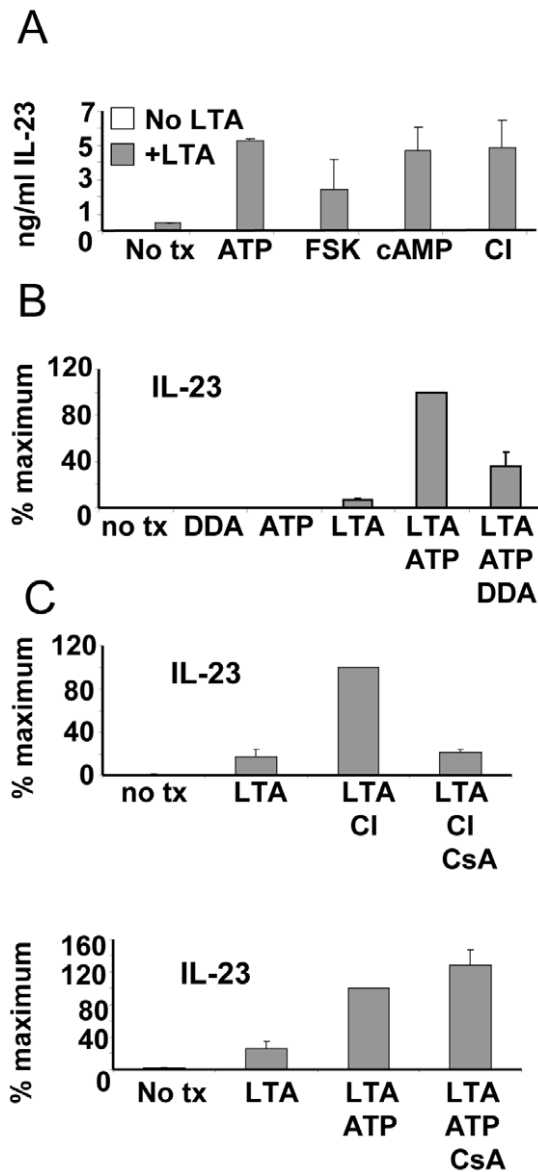 A
ng/ml IL-23
7
5
3
1
0
No LTA
+LTA
No tx ATP FSK cAMP CI
B
% maximum
120
80
40
0
IL-23
no tx DDA ATP LTA LTA LTA
ATP ATP
DDA
C
% maximum
120
80
40
0
IL-23
no tx LTA LTA LTA
CI CI
CsA
% maximum
160
120
80
40
0
IL-23
No tx LTA LTA LTA
ATP ATP
CsA